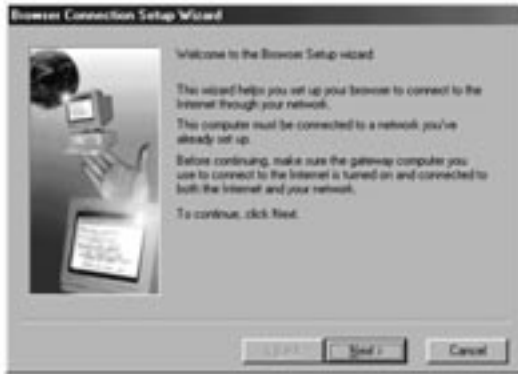 Browser Connection Setup Wizard
Welcome to the Browser Setup wizard.
This wizard helps you set up your browser to connect to the
Internet through your network.
This computer must be connected to a network you've
already set up.
Before continuing, make sure the gateway computer you
use to connect to the Internet is turned on and connected to
both the Internet and your network.
To continue, click Next.
Next >
Cancel